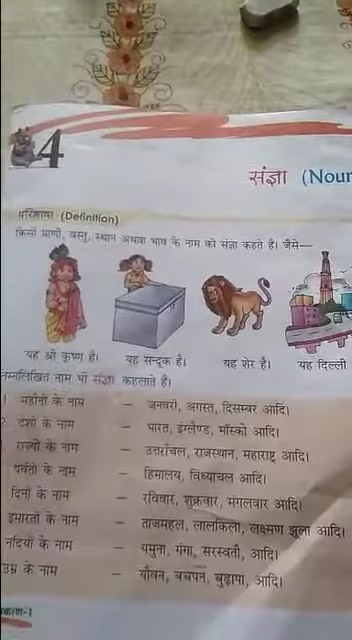 4
संज्ञा (Noun
परिभाषा (Definition)
किसी प्राणी, वस्तु, स्थान अथवा भाव के नाम को संज्ञा कहते हैं। जैसे—
यह श्री कृष्ण है। यह सन्दूक है। यह शेर है। यह दिल्ली
निम्नलिखित नाम भी संज्ञा कहलाते हैं।
महीनों के नाम – जनवरी, अगस्त, दिसम्बर आदि।
देशों के नाम – भारत, इंग्लैण्ड, मॉस्को आदि।
राज्यों के नाम – उत्तराँचल, राजस्थान, महाराष्ट्र आदि।
पर्वतों के नाम – हिमालय, विंध्याचल आदि।
दिनों के नाम – रविवार, शुक्रवार, मंगलवार आदि।
इमारतों के नाम – ताजमहल, लालकिला, लक्ष्मण झूला आदि।
नदियों के नाम – यमुना, गंगा, सरस्वती, आदि।
उम्र के नाम – यौवन, बचपन, बुढ़ापा, आदि।